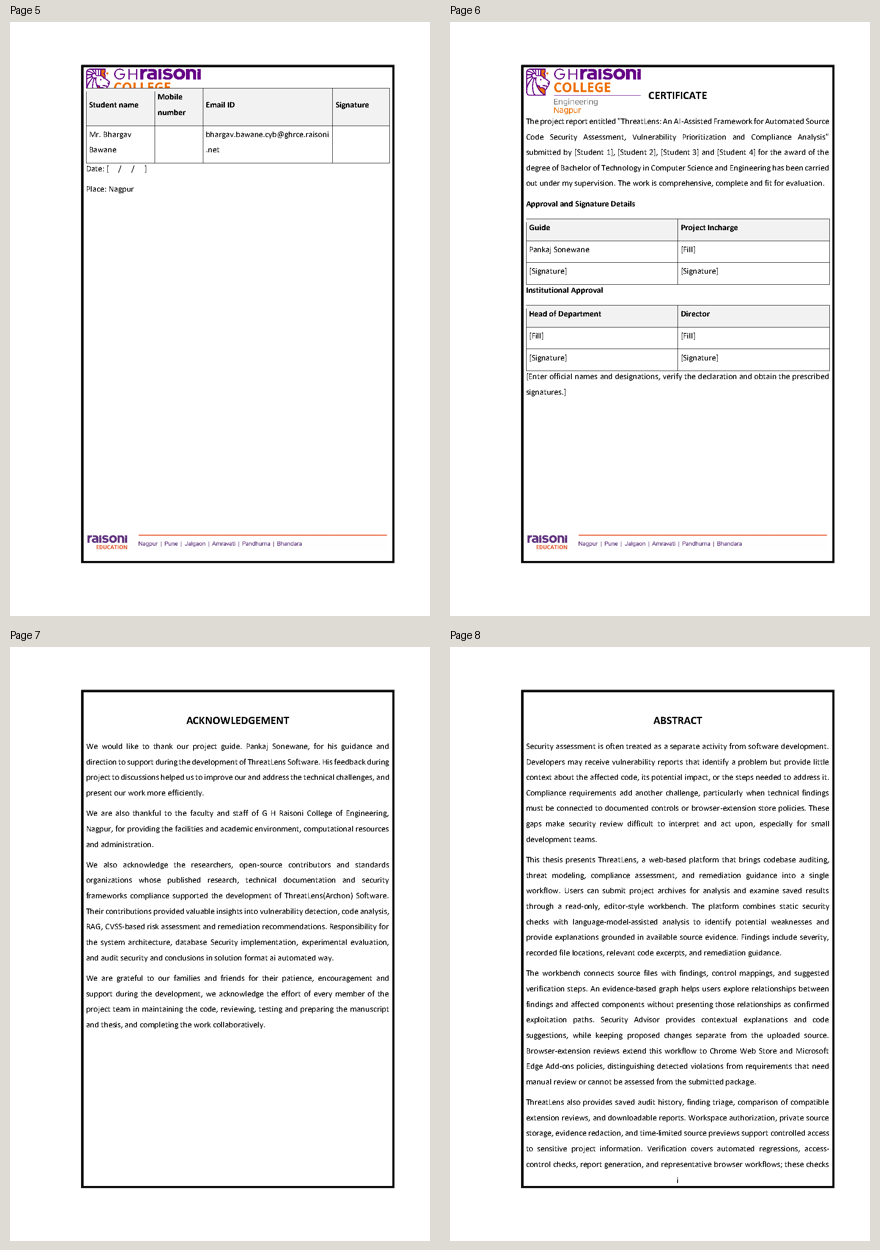 Page 5
GHraisoni
COLLEGE
Student name
Mobile number
Email ID
Signature
Mr. Bhargav Bawane
bhargav.bawane.cyb@ghrce.raisoni
.net
Date: [ / / ]
Place: Nagpur
raisoni
EDUCATION
Nagpur | Pune | Jalgaon | Amravati | Pandhurna | Bhandara
Page 6
GHraisoni
COLLEGE
Engineering
Nagpur
CERTIFICATE
The project report entitled "ThreatLens: An AI-Assisted Framework for Automated Source
Code Security Assessment, Vulnerability Prioritization and Compliance Analysis"
submitted by [Student 1], [Student 2], [Student 3] and [Student 4] for the award of the
degree of Bachelor of Technology in Computer Science and Engineering has been carried
out under my supervision. The work is comprehensive, complete and fit for evaluation.
Approval and Signature Details
Guide
Project Incharge
Pankaj Sonewane
[Fill]
[Signature]
[Signature]
Institutional Approval
Head of Department
Director
[Fill]
[Fill]
[Signature]
[Signature]
[Enter official names and designations, verify the declaration and obtain the prescribed
signatures.]
raisoni
EDUCATION
Nagpur | Pune | Jalgaon | Amravati | Pandhurna | Bhandara
Page 7
ACKNOWLEDGEMENT
We would like to thank our project guide. Pankaj Sonewane, for his guidance and
direction to support during the development of ThreatLens Software. His feedback during
project to discussions helped us to improve our and address the technical challenges, and
present our work more efficiently.
We are also thankful to the faculty and staff of G H Raisoni College of Engineering,
Nagpur, for providing the facilities and academic environment, computational resources
and administration.
We also acknowledge the researchers, open-source contributors and standards
organizations whose published research, technical documentation and security
frameworks compliance supported the development of ThreatLens(Archon) Software.
Their contributions provided valuable insights into vulnerability detection, code analysis,
RAG, CVSS-based risk assessment and remediation recommendations. Responsibility for
the system architecture, database Security implementation, experimental evaluation,
and audit security and conclusions in solution format ai automated way.
We are grateful to our families and friends for their patience, encouragement and
support during the development, we acknowledge the effort of every member of the
project team in maintaining the code, reviewing, testing and preparing the manuscript
and thesis, and completing the work collaboratively.
Page 8
ABSTRACT
Security assessment is often treated as a separate activity from software development.
Developers may receive vulnerability reports that identify a problem but provide little
context about the affected code, its potential impact, or the steps needed to address it.
Compliance requirements add another challenge, particularly when technical findings
must be connected to documented controls or browser-extension store policies. These
gaps make security review difficult to interpret and act upon, especially for small
development teams.
This thesis presents ThreatLens, a web-based platform that brings codebase auditing,
threat modeling, compliance assessment, and remediation guidance into a single
workflow. Users can submit project archives for analysis and examine saved results
through a read-only, editor-style workbench. The platform combines static security
checks with language-model-assisted analysis to identify potential weaknesses and
provide explanations grounded in available source evidence. Findings include severity,
recorded file locations, relevant code excerpts, and remediation guidance.
The workbench connects source files with findings, control mappings, and suggested
verification steps. An evidence-based graph helps users explore relationships between
findings and affected components without presenting those relationships as confirmed
exploitation paths. Security Advisor provides contextual explanations and code
suggestions, while keeping proposed changes separate from the uploaded source.
Browser-extension reviews extend this workflow to Chrome Web Store and Microsoft
Edge Add-ons policies, distinguishing detected violations from requirements that need
manual review or cannot be assessed from the submitted package.
ThreatLens also provides saved audit history, finding triage, comparison of compatible
extension reviews, and downloadable reports. Workspace authorization, private source
storage, evidence redaction, and time-limited source previews support controlled access
to sensitive project information. Verification covers automated regressions, access-
control checks, report generation, and representative browser workflows; these checks
i